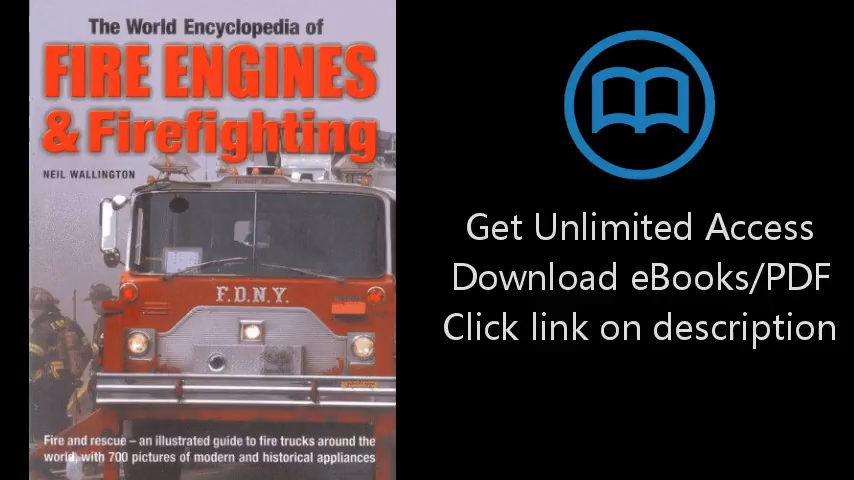 The World Encyclopedia of
FIRE ENGINES
& Firefighting
NEIL WALLINGTON
F.D.N.Y.
Fire and rescue – an illustrated guide to fire trucks around the
world, with 700 pictures of modern and historical appliances
Get Unlimited Access
Download eBooks/PDF
Click link on description